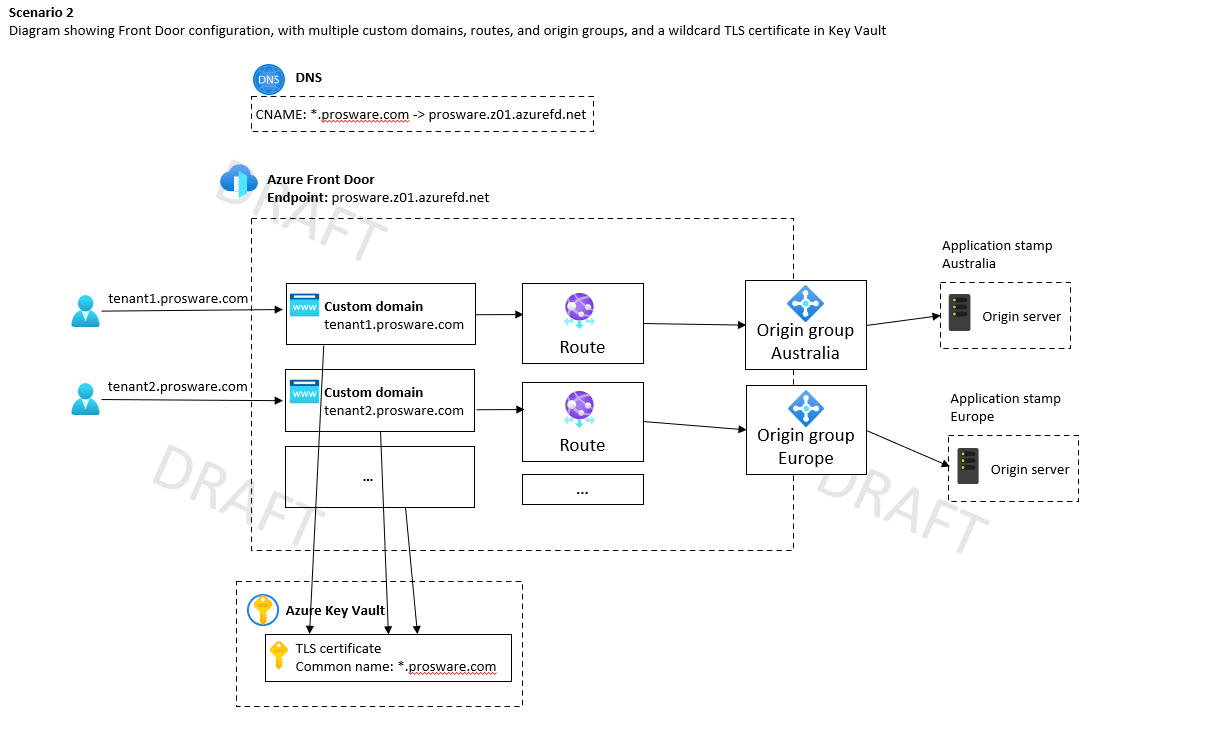 Scenario 2
Diagram showing Front Door configuration, with multiple custom domains, routes, and origin groups, and a wildcard TLS certificate in Key Vault
DNS
DNS
CNAME: *.prosware.com -> prosware.z01.azurefd.net
Azure Front Door
Endpoint: prosware.z01.azurefd.net
DRAFT
Application stamp
Australia
tenant1.prosware.com
www
Custom domain
tenant1.prosware.com
Route
Origin group
Australia
Origin server
tenant2.prosware.com
www
Custom domain
tenant2.prosware.com
Route
Origin group
Europe
Application stamp
Europe
Origin server
...
...
DRAFT
DRAFT
Azure Key Vault
TLS certificate
Common name: *.prosware.com